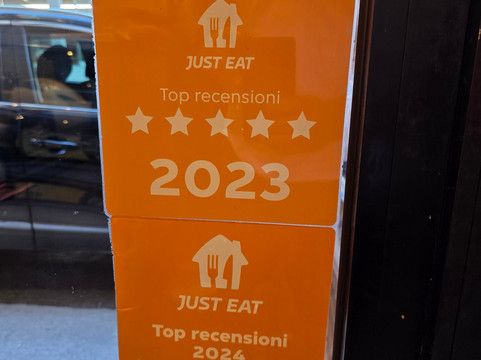 JUST EAT
Top recensioni
2023
JUST EAT
Top recensioni
2024